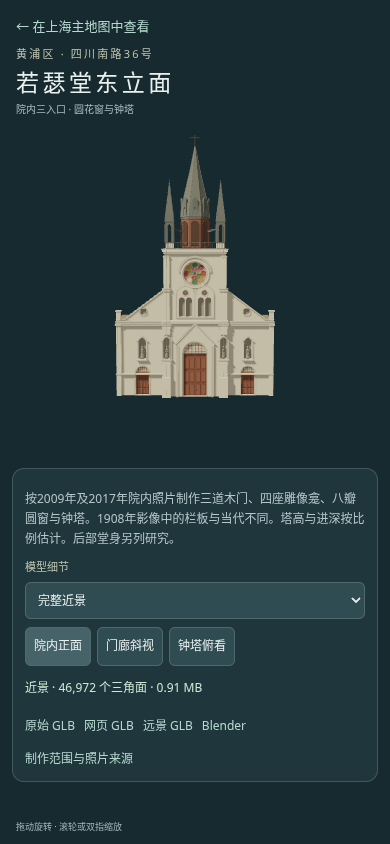 ← 在上海主地图中查看
黄浦区 · 四川南路36号
若瑟堂东立面
院内三入口 · 圆花窗与钟塔
按2009年及2017年院内照片制作三道木门、四座雕像龛、八瓣
圆窗与钟塔。1908年影像中的栏板与当代不同。塔高与进深按比
例估计。后部堂身另列研究。
模型细节
完整近景
院内正面 门廊斜视 钟塔俯看
近景 · 46,972 个三角面 · 0.91 MB
原始 GLB 网页 GLB 远景 GLB Blender
制作范围与照片来源
拖动旋转 · 滚轮或双指缩放